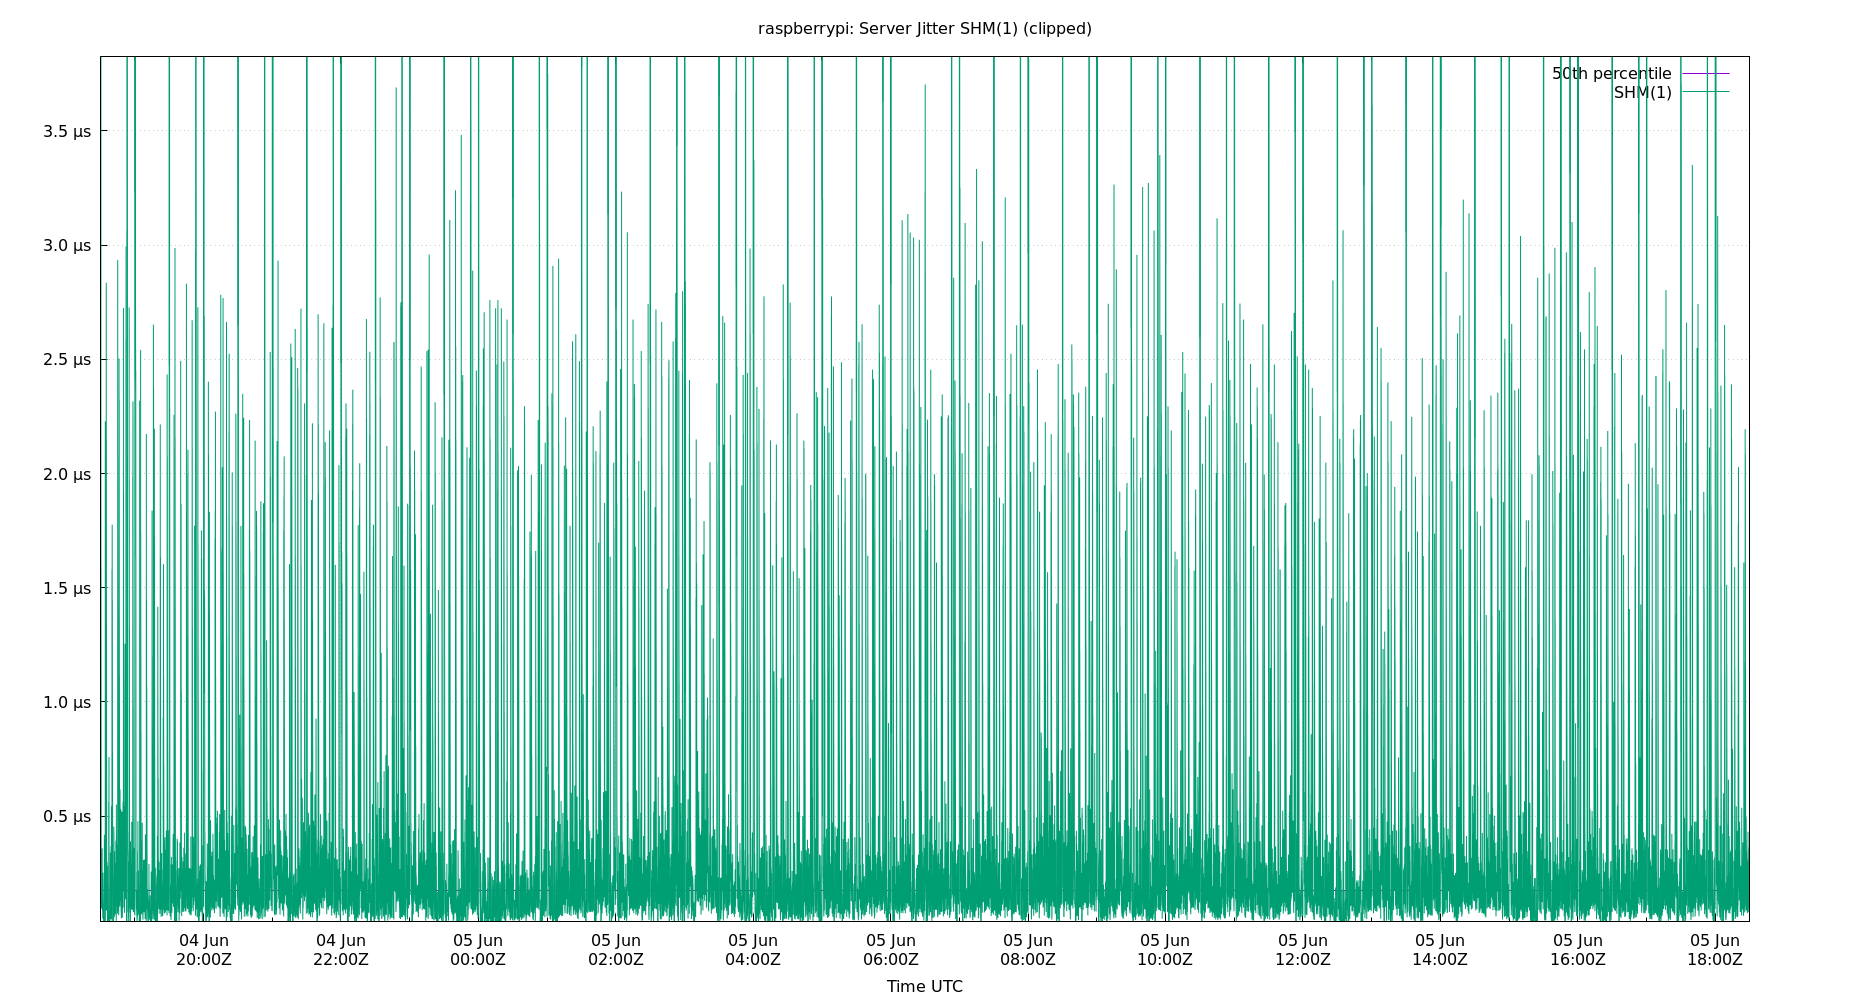 raspberrypi: Server Jitter SHM(1) (clipped)
50th percentile
SHM(1)
3.5 μs
3.0 μs
2.5 μs
2.0 μs
1.5 μs
1.0 μs
0.5 μs
04 Jun 04 Jun 05 Jun 05 Jun 05 Jun 05 Jun 05 Jun 05 Jun 05 Jun 05 Jun 05 Jun 05 Jun
20:00Z 22:00Z 00:00Z 02:00Z 04:00Z 06:00Z 08:00Z 10:00Z 12:00Z 14:00Z 16:00Z 18:00Z
Time UTC